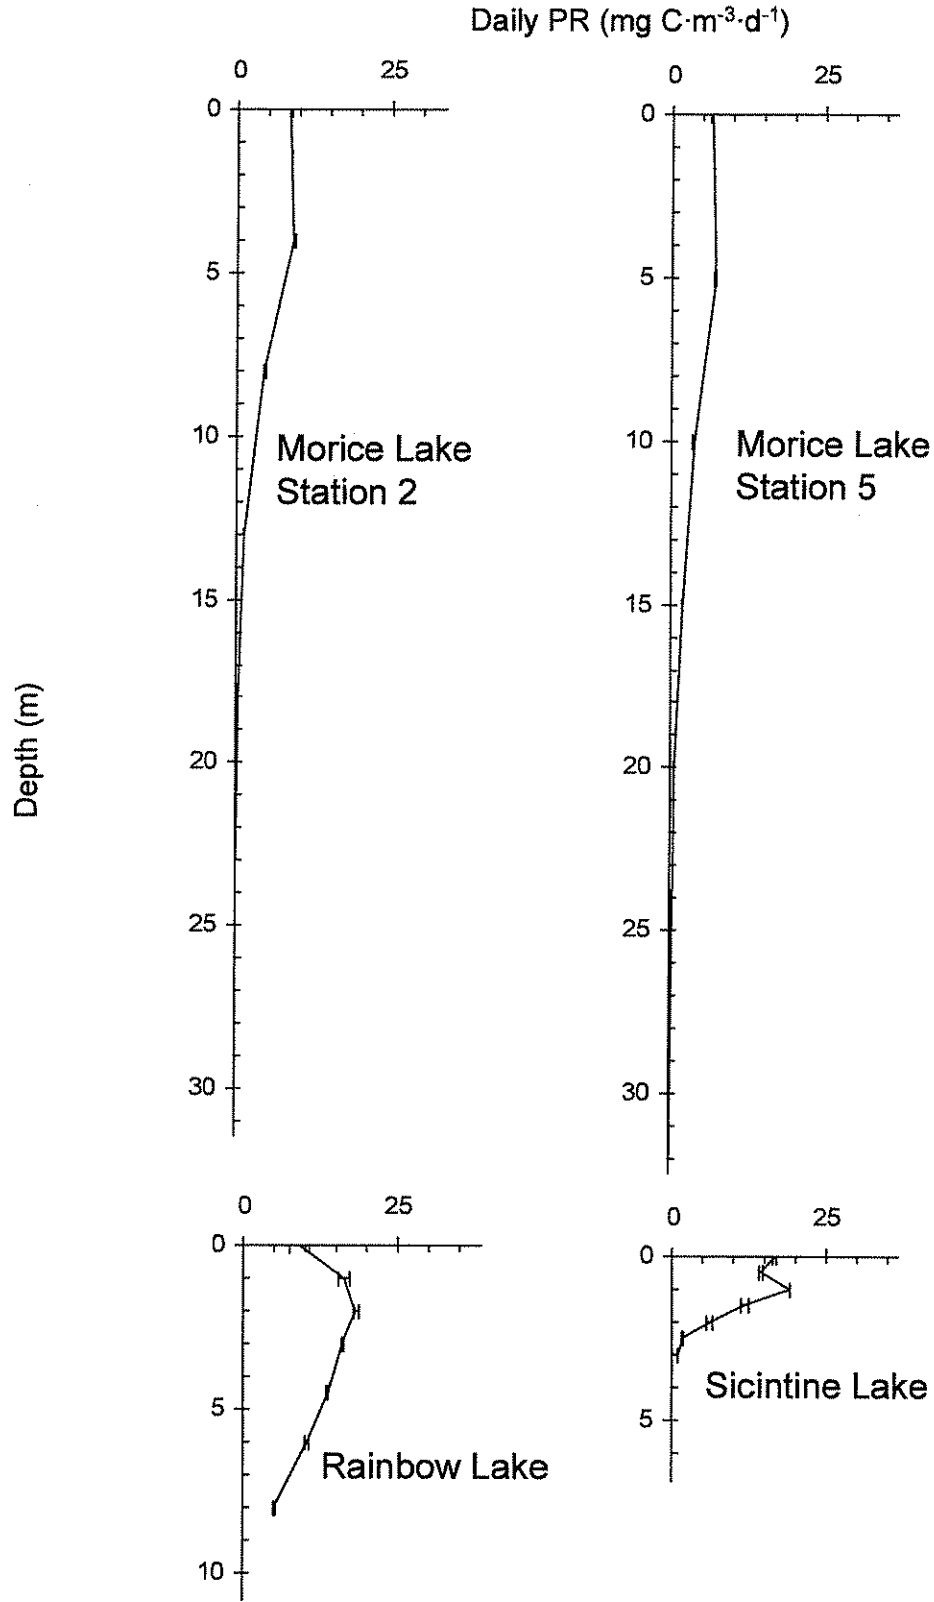 Daily PR (mg C·m⁻³·d⁻¹)
0 25
0 25
0
5
10
15
20
25
30
Morice Lake
Station 2
0
5
10
15
20
25
30
Morice Lake
Station 5
Depth (m)
0 25
0
5
10
Rainbow Lake
0 25
0
5
Sicintine Lake